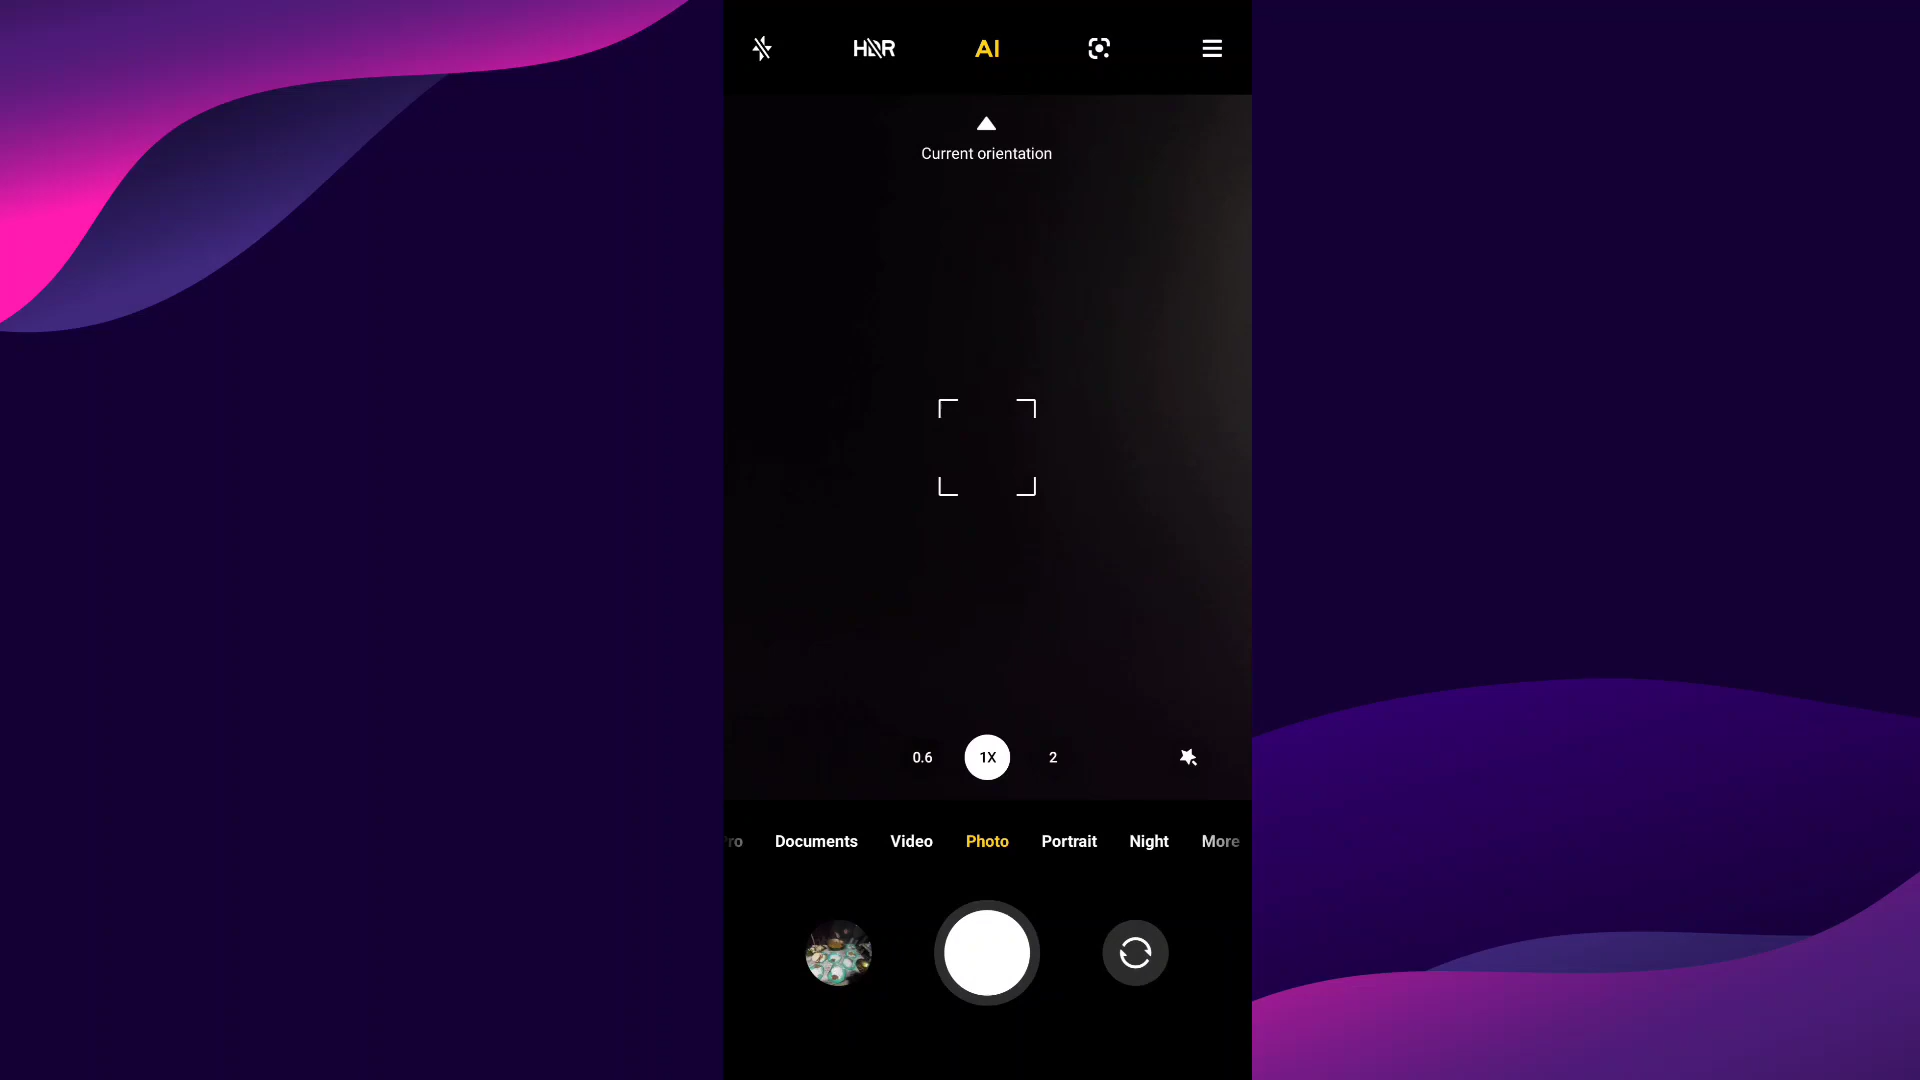 HDR
AI
Current orientation
0.6
1X
2
ro
Documents
Video
Photo
Portrait
Night
More